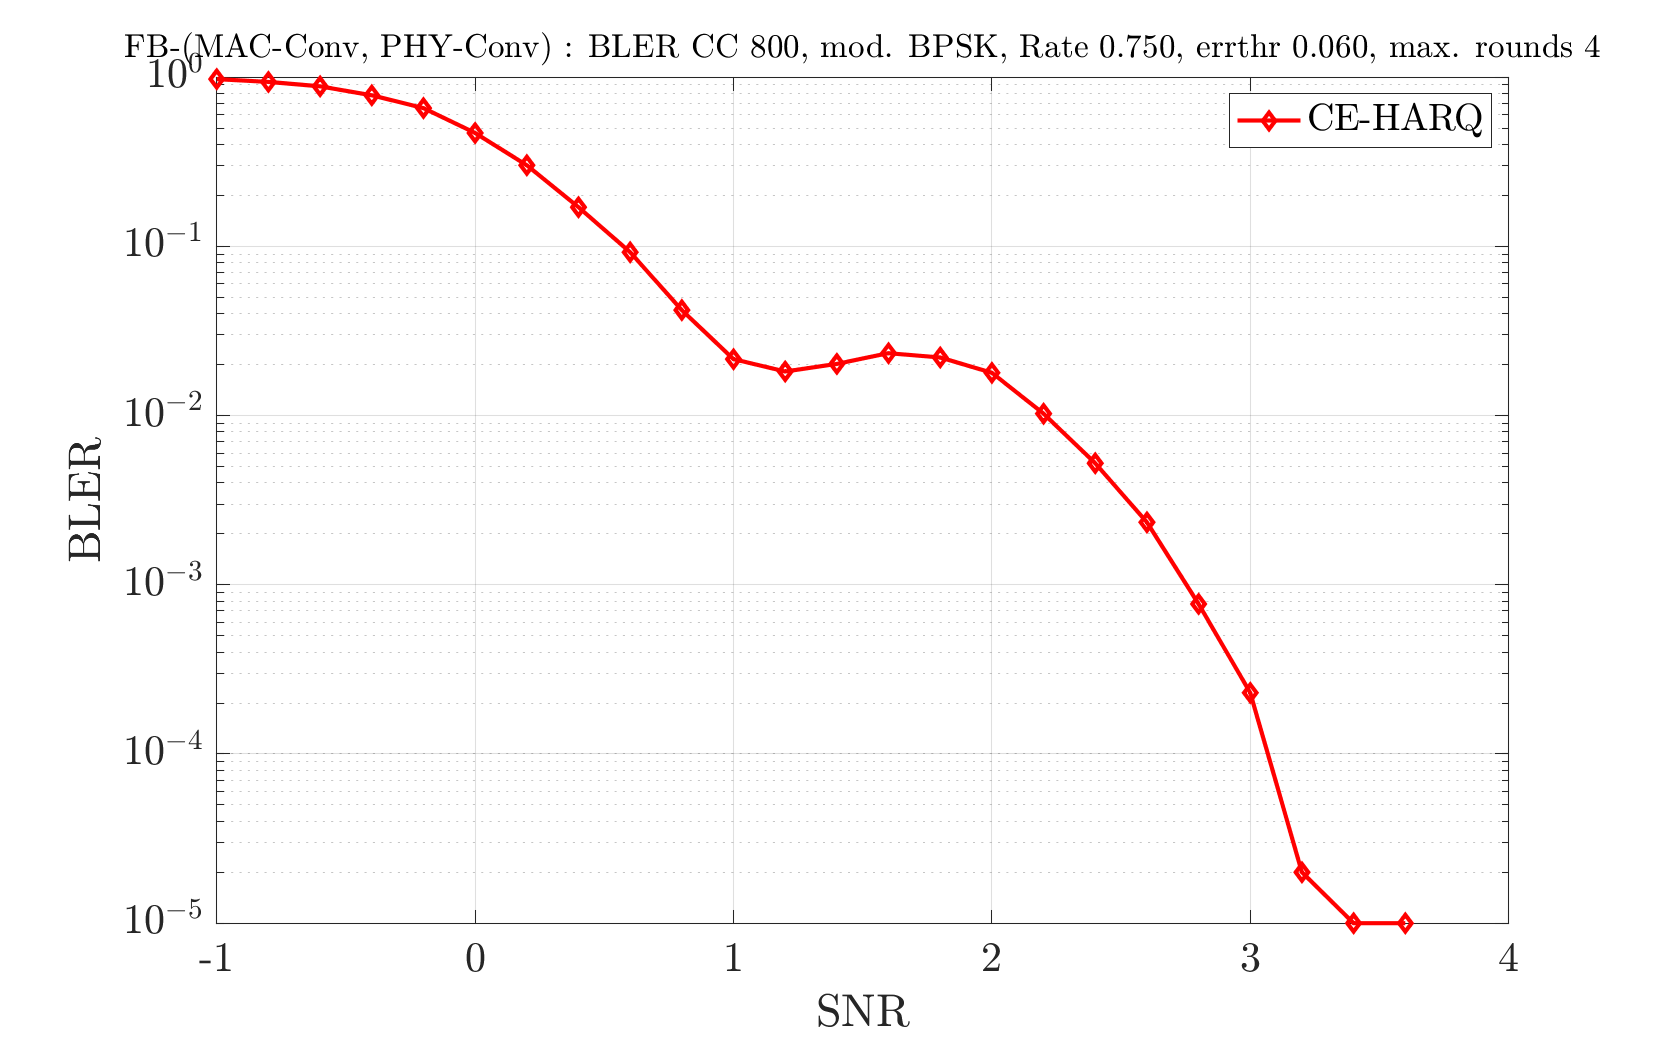 FB-(MAC-Conv, PHY-Conv) : BLER CC 800, mod. BPSK, Rate 0.750, errthr 0.060, max. rounds 4
CE-HARQ
10⁰
10⁻¹
10⁻²
10⁻³
10⁻⁴
10⁻⁵
BLER
-1 0 1 2 3 4
SNR